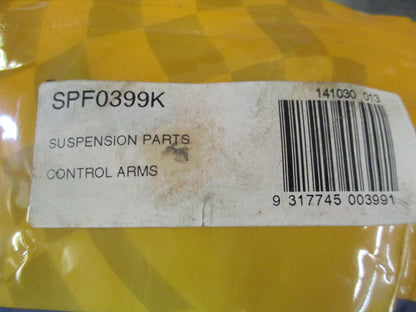 SPF0399K
141030 013
SUSPENSION PARTS
CONTROL ARMS
9 317745 003991